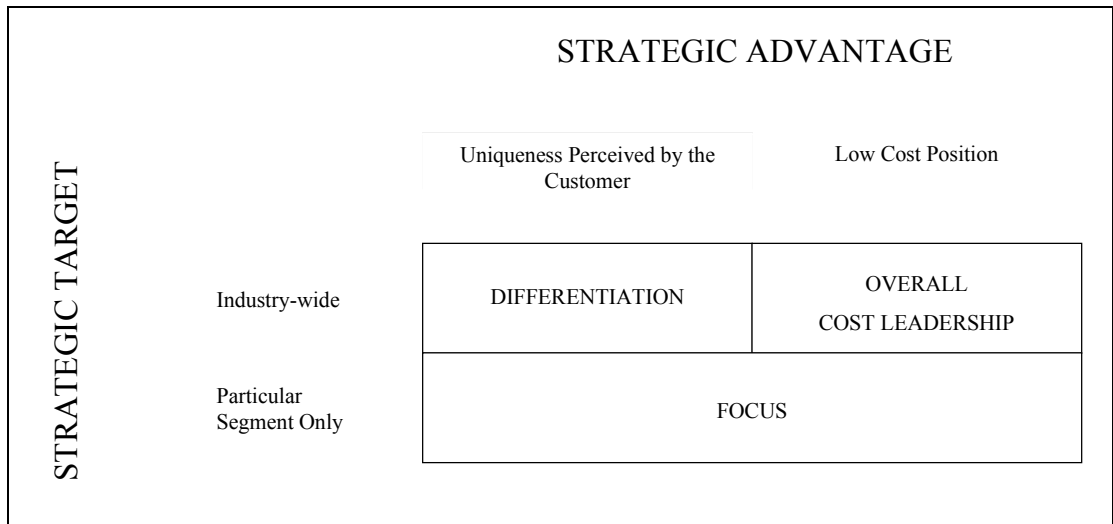 STRATEGIC ADVANTAGE
Uniqueness Perceived by the
Customer
Low Cost Position
STRATEGIC TARGET
Industry-wide
DIFFERENTIATION
OVERALL
COST LEADERSHIP
Particular
Segment Only
FOCUS